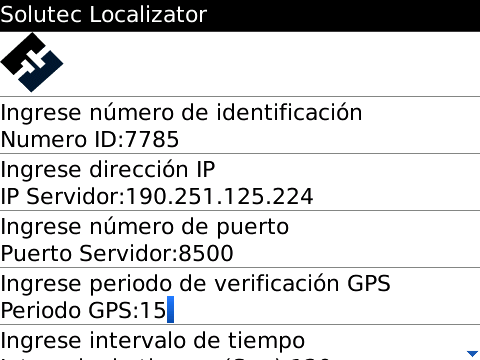 Solutec Localizator
Ingrese número de identificación
Numero ID:7785
Ingrese dirección IP
IP Servidor:190.251.125.224
Ingrese número de puerto
Puerto Servidor:8500
Ingrese periodo de verificación GPS
Periodo GPS:15
Ingrese intervalo de tiempo